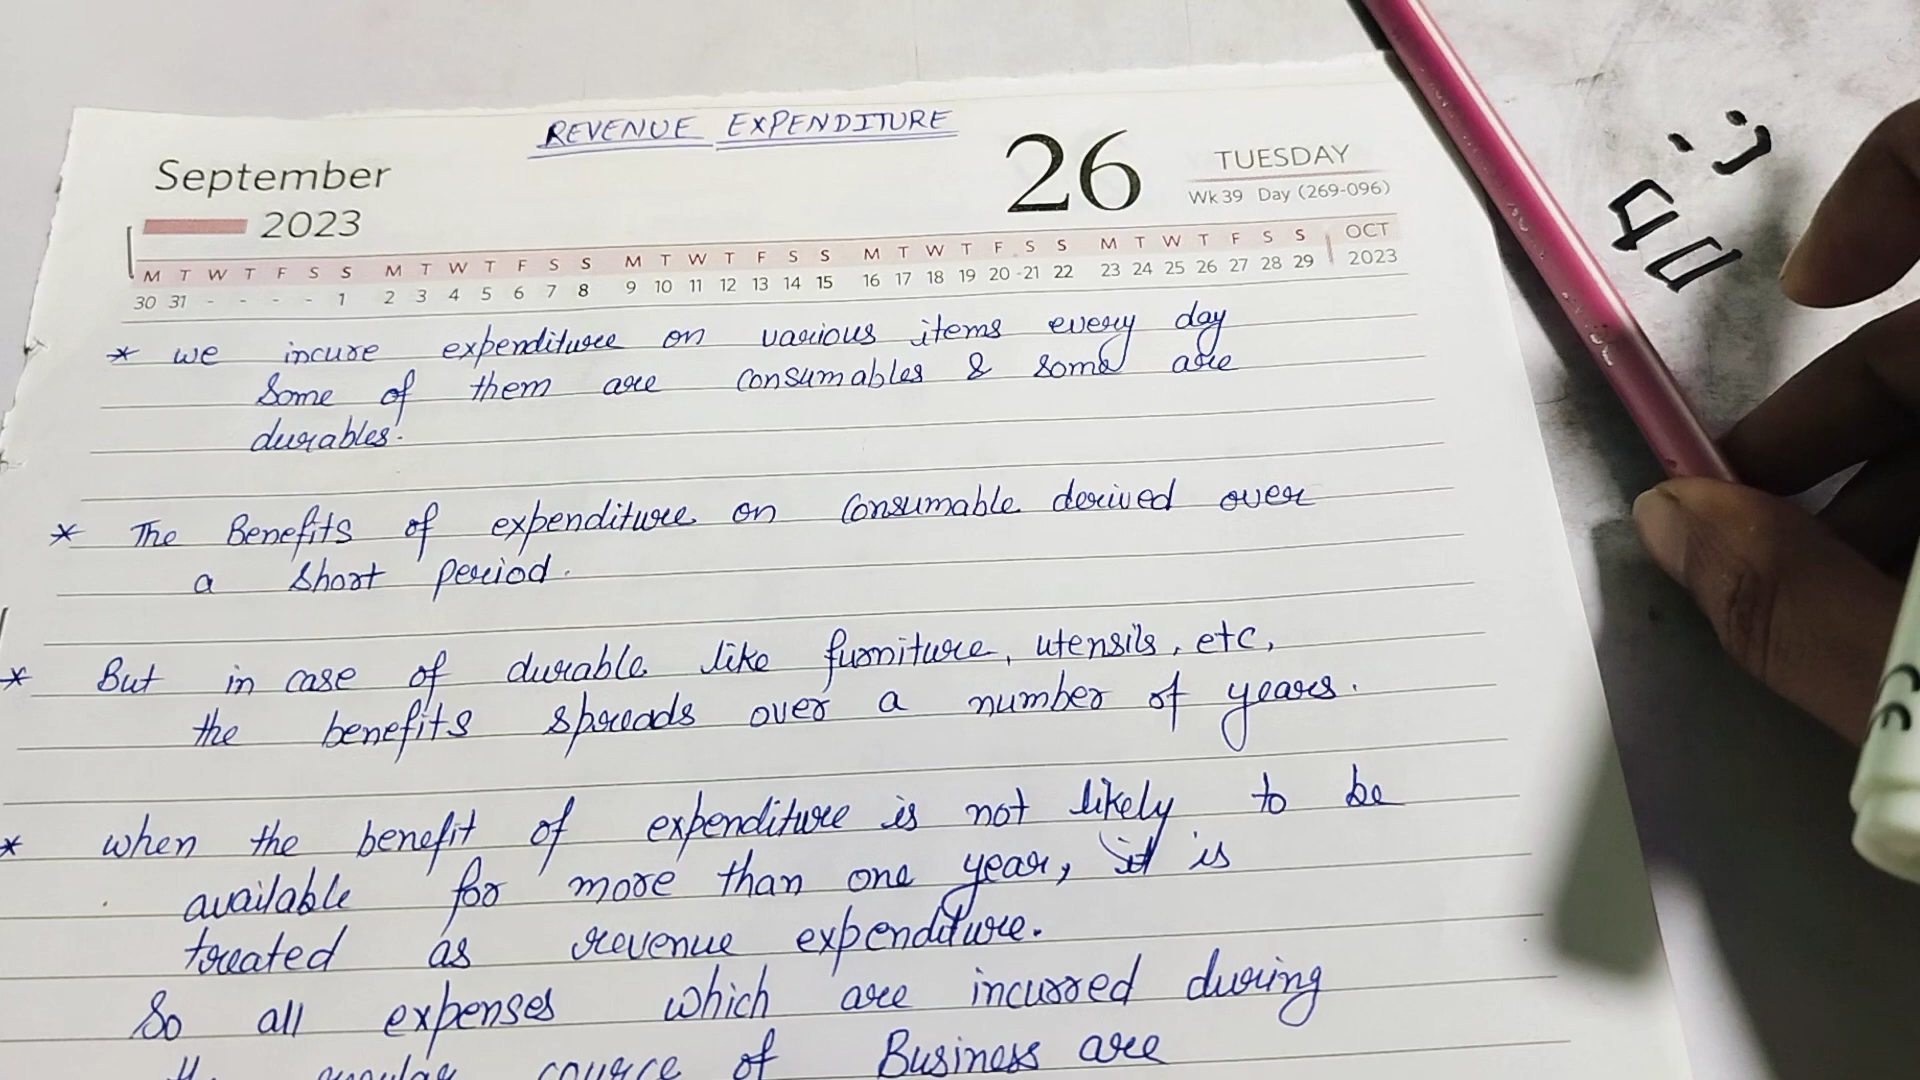 REVENUE EXPENDITURE
September
2023
26
TUESDAY
Wk 39 Day (269-096)
M T W T F S S M T W T F S S M T W T F S S M T W T F S S M T W T F S S OCT
30 31 - - - - 1 2 3 4 5 6 7 8 9 10 11 12 13 14 15 16 17 18 19 20 21 22 23 24 25 26 27 28 29 2023
* we incure expenditure on various items every day
Some of them are consumables & some are
durables.
* The Benefits of expenditure on Consumable derived over
a short period.
* But in case of durable like furniture, utensils, etc,
the benefits spreads over a number of years.
* when the benefit of expenditure is not likely to be
available for more than one year, it is
treated as revenue expenditure.
So all expenses which are incurred during
regular course of Business are